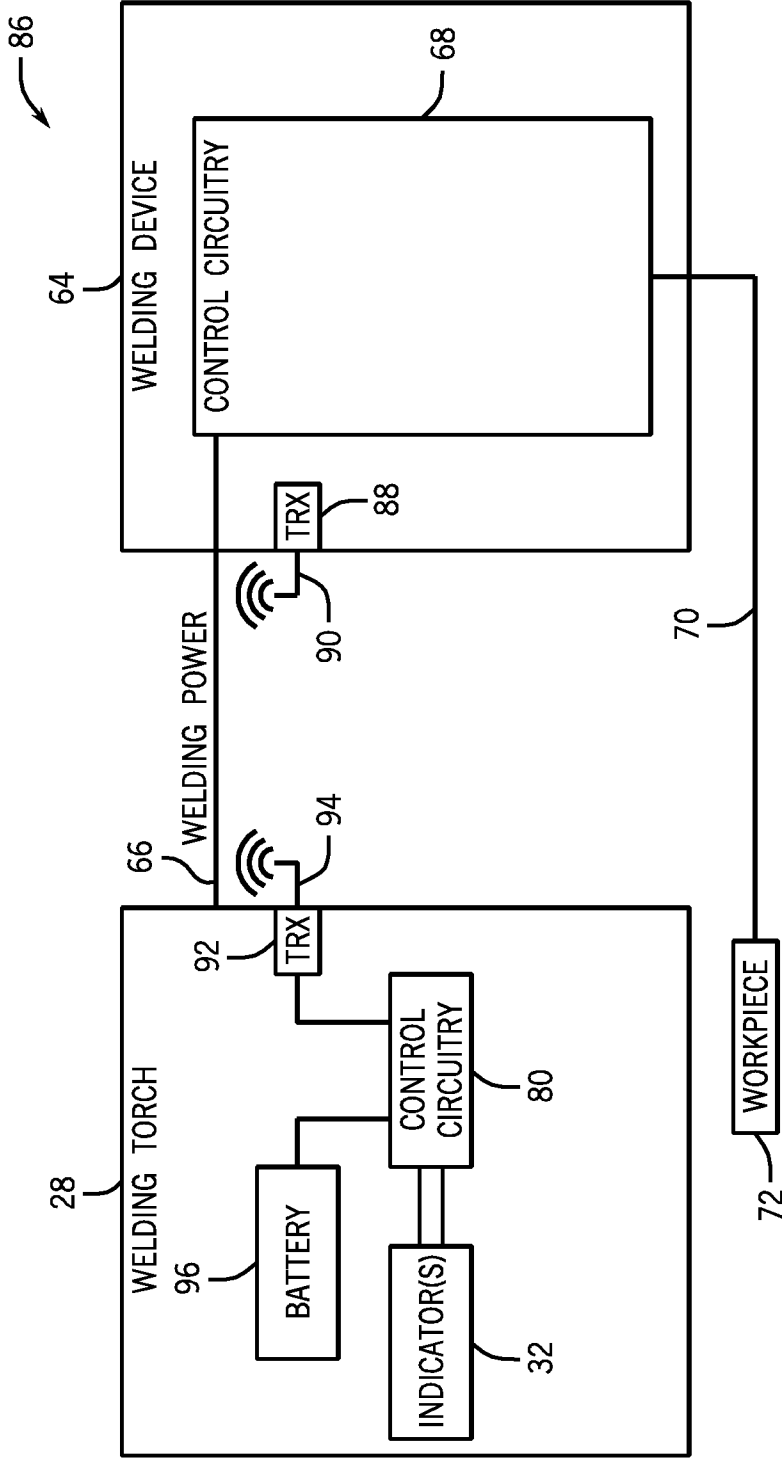 86
28
WELDING TORCH
96
BATTERY
INDICATOR(S)
32
CONTROL
CIRCUITRY
80
92
TRX
94
66
WELDING POWER
90
TRX
88
64
WELDING DEVICE
CONTROL CIRCUITRY
68
70
72
WORKPIECE